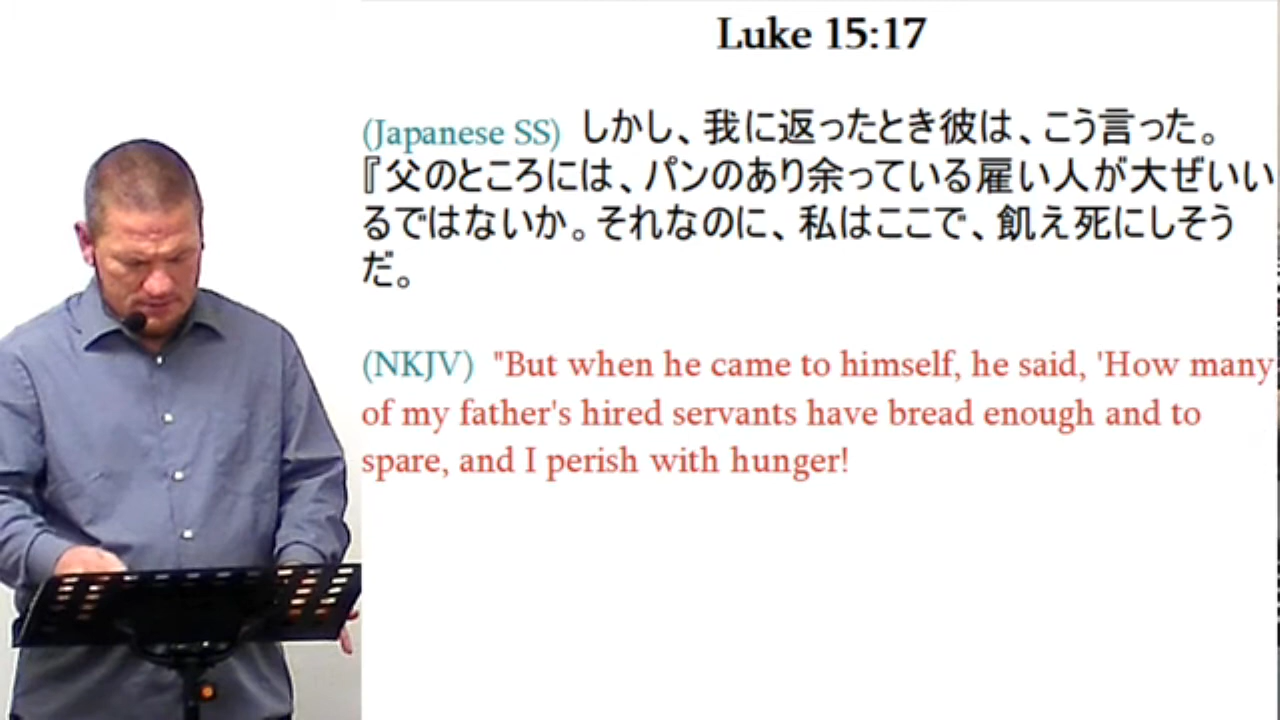 Luke 15:17
(Japanese SS) しかし、我に返ったとき彼は、こう言った。
『父のところには、パンのあり余っている雇い人が大ぜいい
るではないか。それなのに、私はここで、飢え死にしそう
だ。
(NKJV) "But when he came to himself, he said, 'How many
of my father's hired servants have bread enough and to
spare, and I perish with hunger!